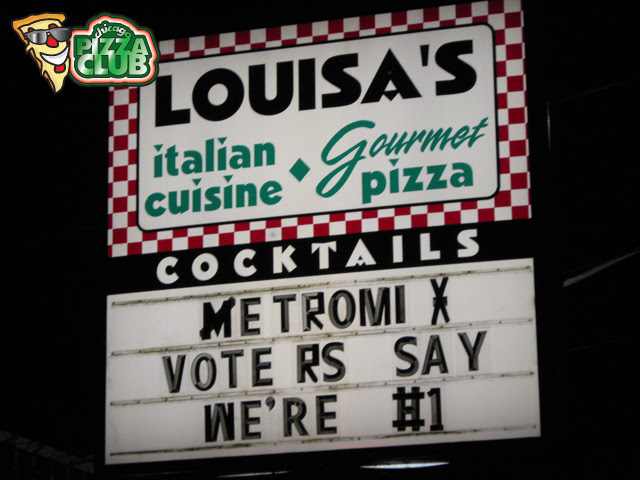 chicago
PIZZA
CLUB
LOUISA'S
italian cuisine
Gourmet pizza
COCKTAILS
METROMIX
VOTERS SAY
WE'RE #1